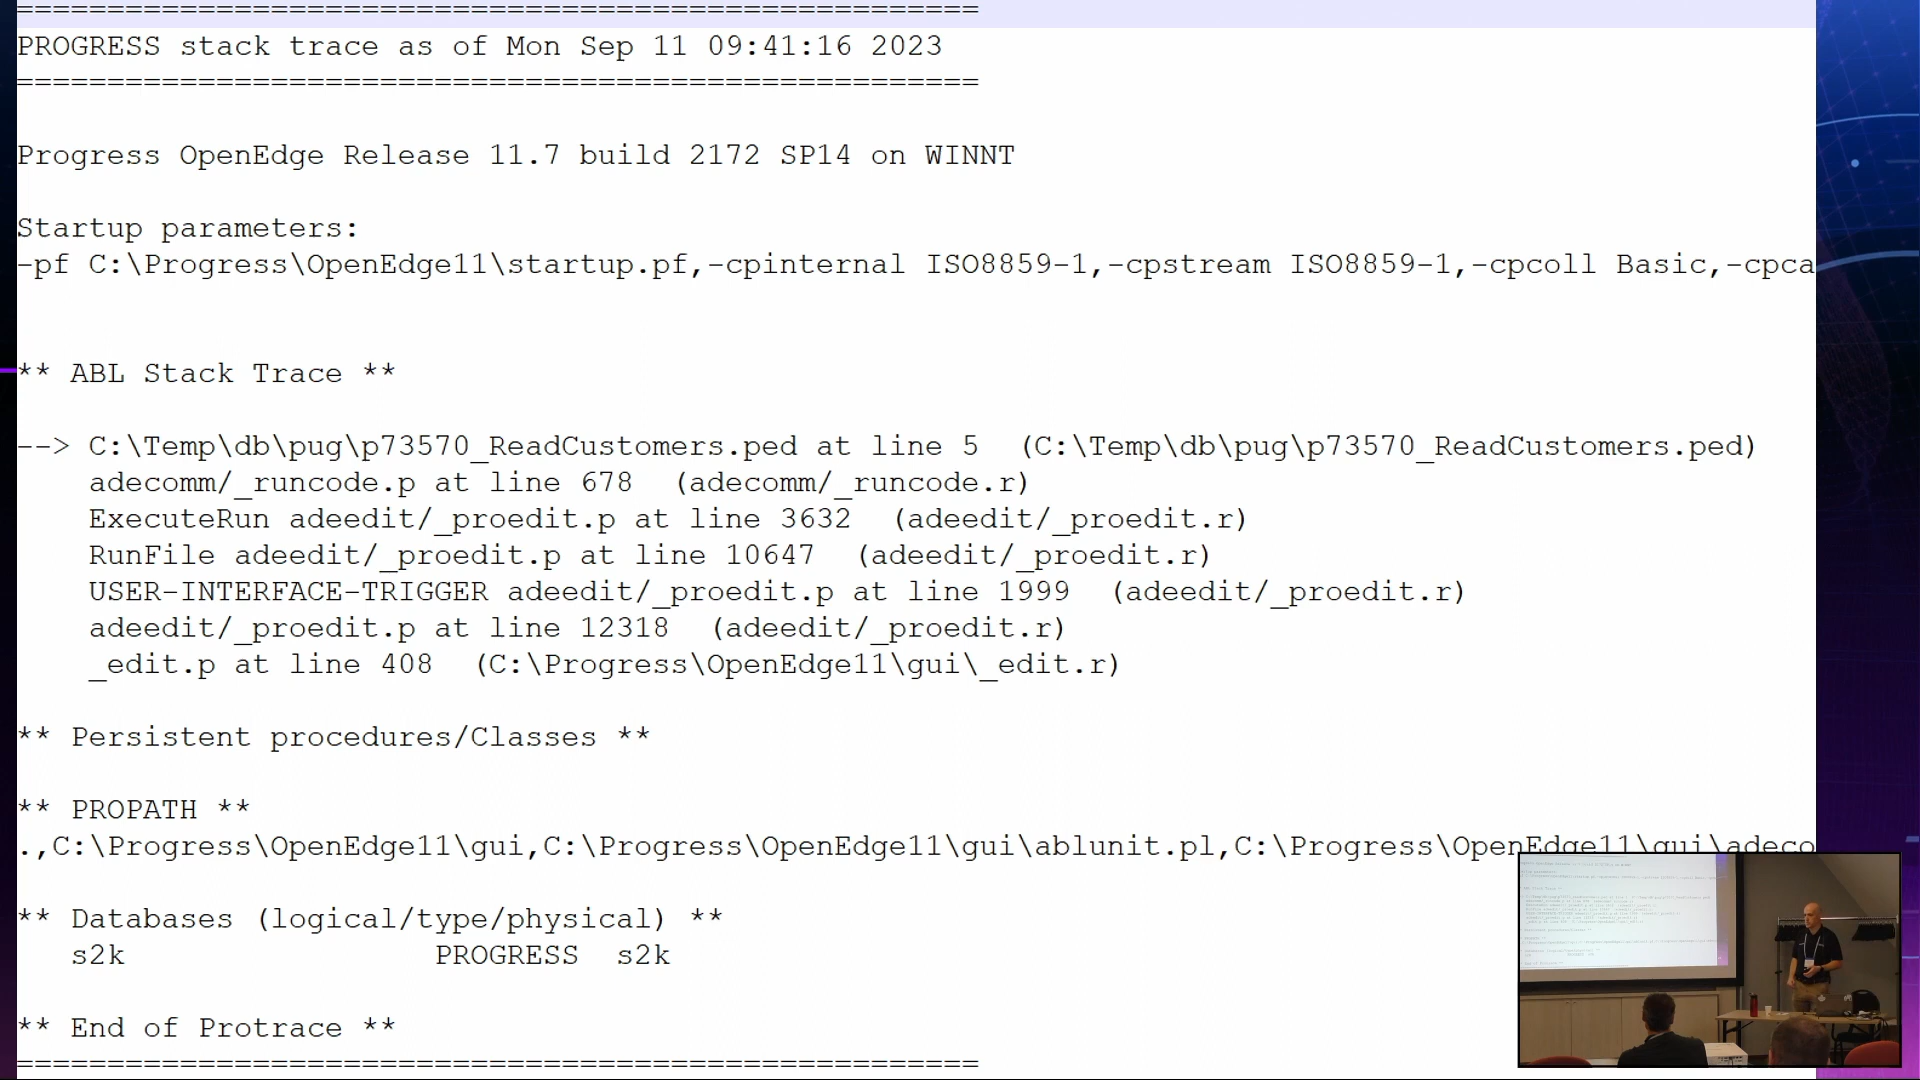 =====================================================
PROGRESS stack trace as of Mon Sep 11 09:41:16 2023
=====================================================
Progress OpenEdge Release 11.7 build 2172 SP14 on WINNT
Startup parameters:
-pf C:\Progress\OpenEdge11\startup.pf,-cpinternal ISO8859-1,-cpstream ISO8859-1,-cpcoll Basic,-cpca
** ABL Stack Trace **
--> C:\Temp\db\pug\p73570_ReadCustomers.ped at line 5  (C:\Temp\db\pug\p73570_ReadCustomers.ped)
adecomm/_runcode.p at line 678  (adecomm/_runcode.r)
ExecuteRun adeedit/_proedit.p at line 3632  (adeedit/_proedit.r)
RunFile adeedit/_proedit.p at line 10647  (adeedit/_proedit.r)
USER-INTERFACE-TRIGGER adeedit/_proedit.p at line 1999  (adeedit/_proedit.r)
adeedit/_proedit.p at line 12318  (adeedit/_proedit.r)
_edit.p at line 408  (C:\Progress\OpenEdge11\gui\_edit.r)
** Persistent procedures/Classes **
** PROPATH **
.,C:\Progress\OpenEdge11\gui,C:\Progress\OpenEdge11\gui\ablunit.pl,C:\Progress\OpenEdge11\gui\adeco
** Databases (logical/type/physical) **
s2k                 PROGRESS  s2k
** End of Protrace **
=====================================================